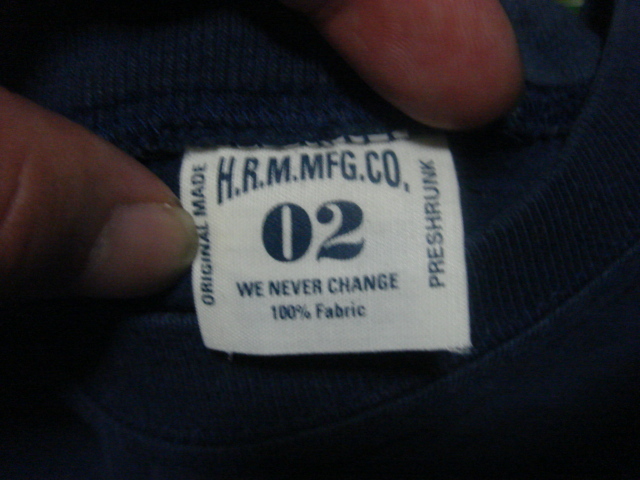 H.R.M.MFG.CO.
ORIGINAL MADE
02
PRESHRUNK
WE NEVER CHANGE
100% Fabric